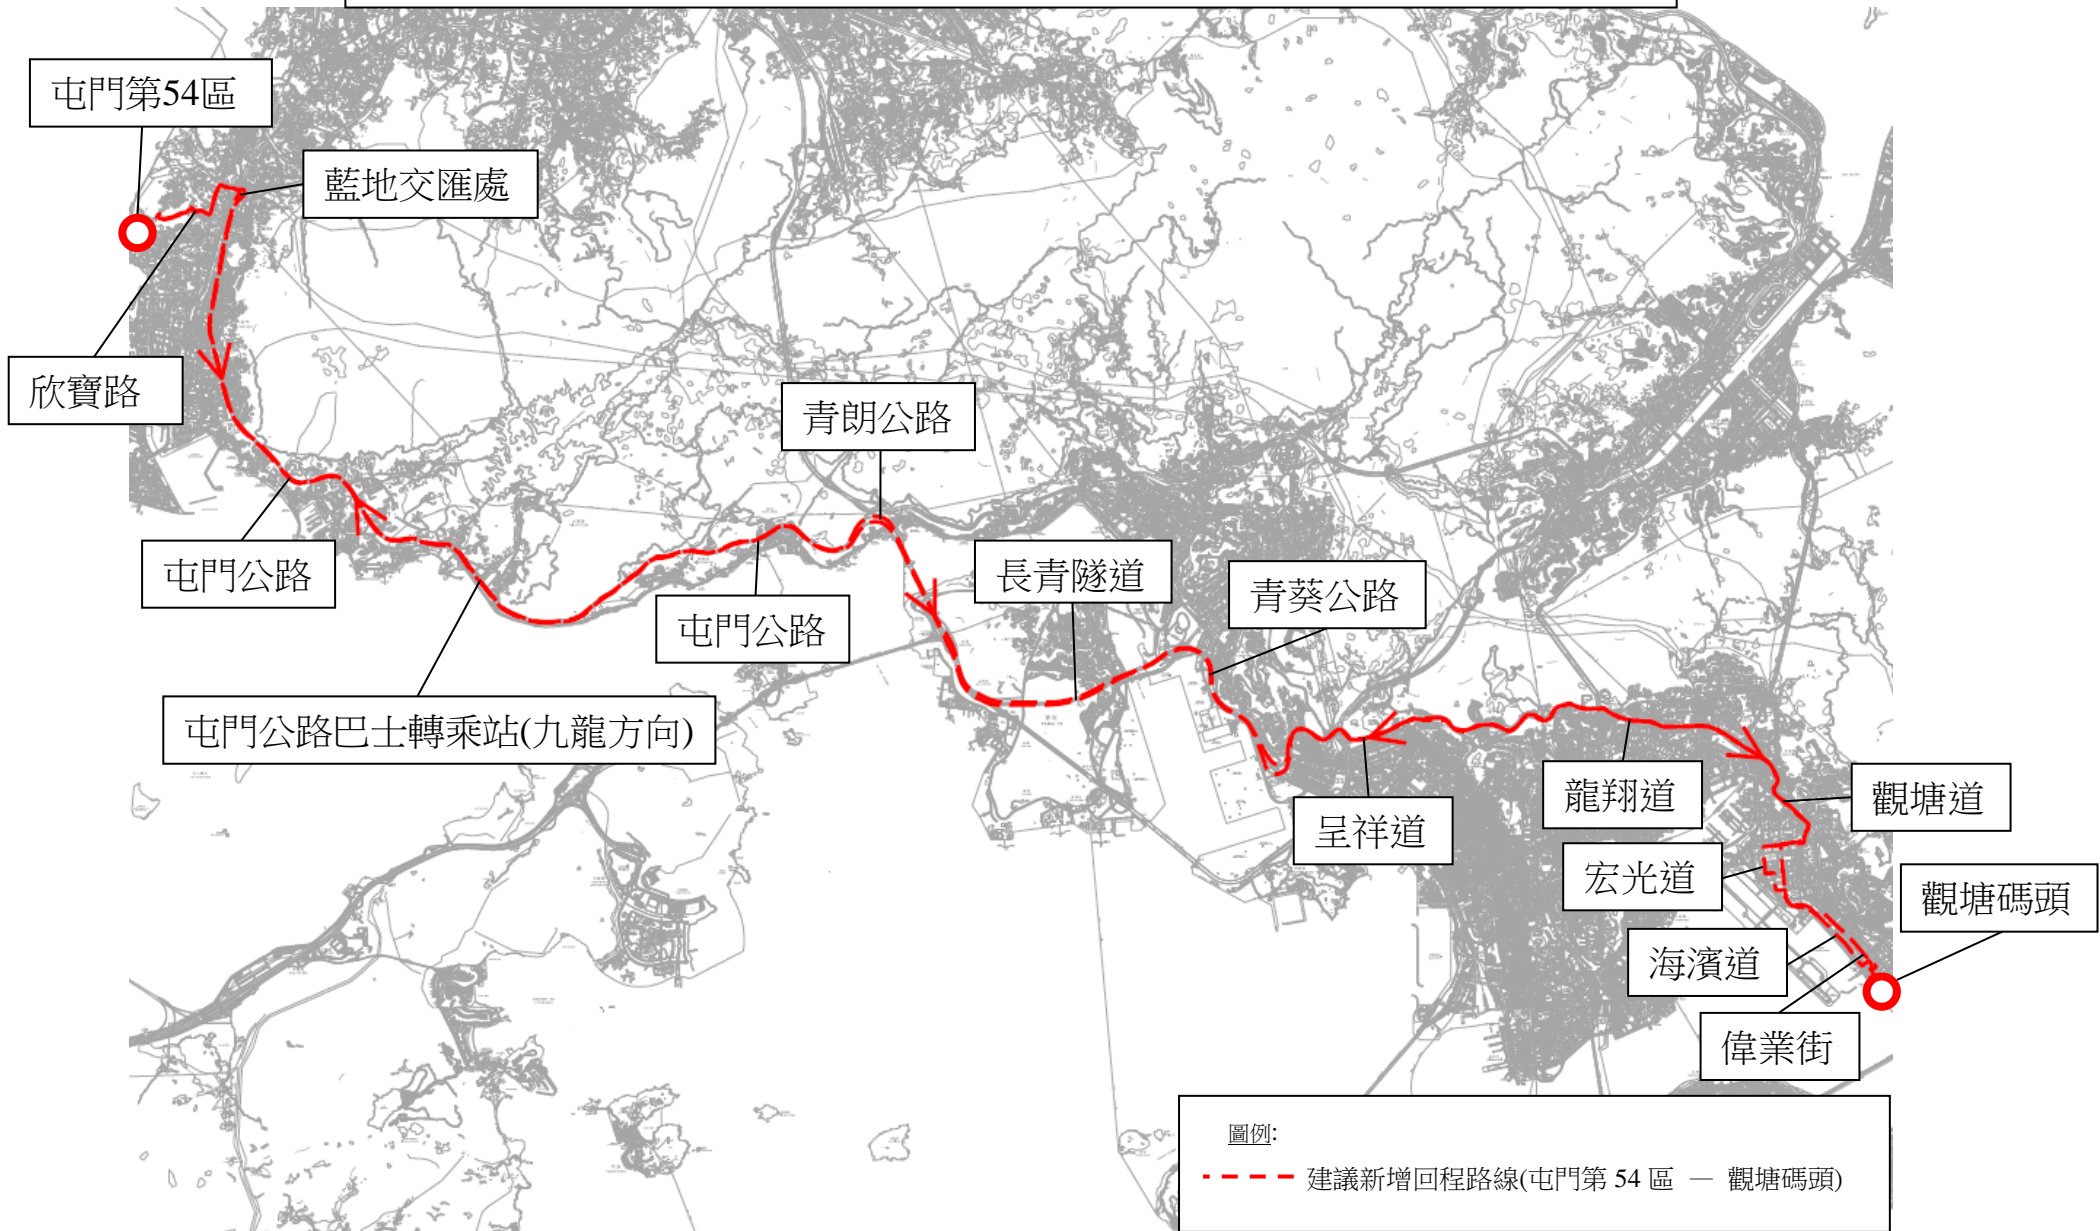 屯門第54區
藍地交匯處
欣寶路
青朗公路
屯門公路
長青隧道
青葵公路
屯門公路
屯門公路巴士轉乘站(九龍方向)
呈祥道
龍翔道
觀塘道
宏光道
觀塘碼頭
海濱道
偉業街
圖例:
建議新增回程路線(屯門第 54 區 — 觀塘碼頭)